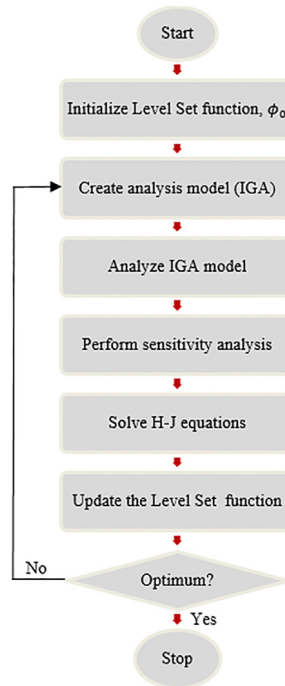 Start
Initialize Level Set function, ϕₒ
Create analysis model (IGA)
Analyze IGA model
Perform sensitivity analysis
Solve H-J equations
Update the Level Set function
Optimum?
No
Yes
Stop